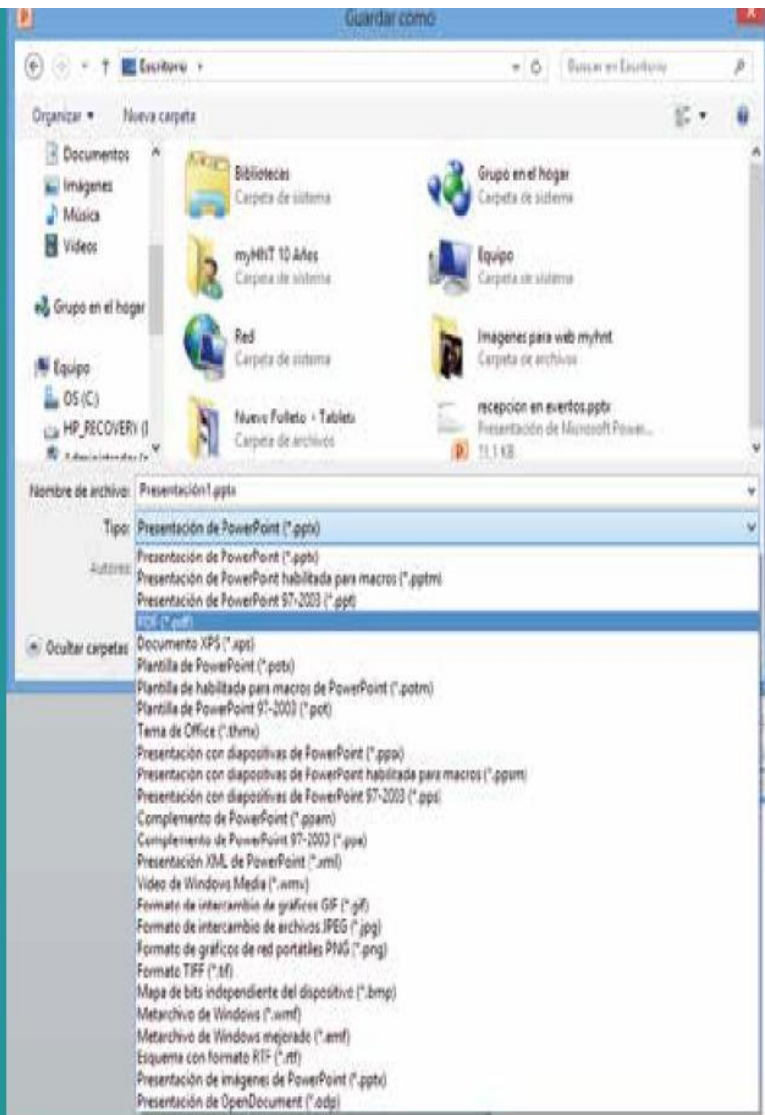 Guardar como
Escritorio
Buscar en Escritorio
Organizar Nueva carpeta
Documentos
Imágenes
Música
Vídeos
Grupo en el hogar
Equipo
OS (C:)
HP_RECOVERY (
Bibliotecas
Carpeta de sistema
Grupo en el hogar
Carpeta de sistema
myHNT 10 Años
Carpeta de sistema
Equipo
Carpeta de sistema
Red
Carpeta de sistema
Imagenes para web myhnt
Carpeta de archivos
Nuevo Folleto + Tablets
Carpeta de archivos
recepcion en eventos.pptx
Presentación de Microsoft Power...
71,1 KB
Nombre de archivo: Presentación1.pptx
Tipo: Presentación de PowerPoint (*.pptx)
Autores:
Presentación de PowerPoint (*.pptx)
Presentación de PowerPoint habilitada para macros (*.pptm)
Presentación de PowerPoint 97-2003 (*.ppt)
PDF (*.pdf)
Ocultar carpetas
Documento XPS (*.xps)
Plantilla de PowerPoint (*.potx)
Plantilla de habilitada para macros de PowerPoint (*.potm)
Plantilla de PowerPoint 97-2003 (*.pot)
Tema de Office (*.thmx)
Presentación con diapositivas de PowerPoint (*.ppsx)
Presentación con diapositivas de PowerPoint habilitada para macros (*.ppsm)
Presentación con diapositivas de PowerPoint 97-2003 (*.pps)
Complemento de PowerPoint (*.ppam)
Complemento de PowerPoint 97-2003 (*.ppa)
Presentación XML de PowerPoint (*.xml)
Video de Windows Media (*.wmv)
Formato de intercambio de gráficos GIF (*.gif)
Formato de intercambio de archivos JPEG (*.jpg)
Formato de gráficos de red portátiles PNG (*.png)
Formato TIFF (*.tif)
Mapa de bits independiente del dispositivo (*.bmp)
Metarchivo de Windows (*.wmf)
Metarchivo de Windows mejorado (*.emf)
Esquema con formato RTF (*.rtf)
Presentación de imágenes de PowerPoint (*.pptx)
Presentación de OpenDocument (*.odp)